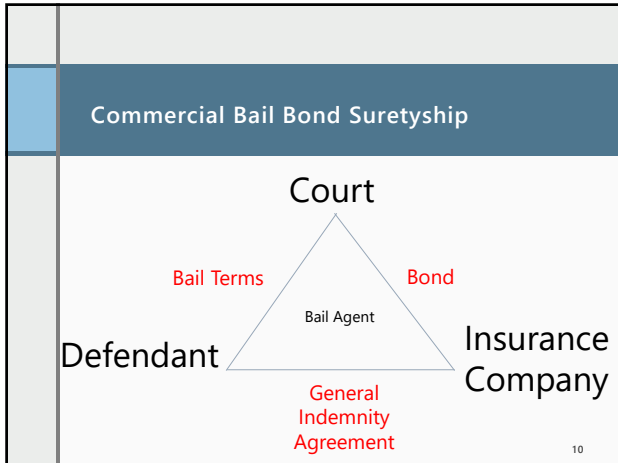 Commercial Bail Bond Suretyship
Court
Bail Terms
Bond
Bail Agent
Defendant
Insurance
Company
General
Indemnity
Agreement
10